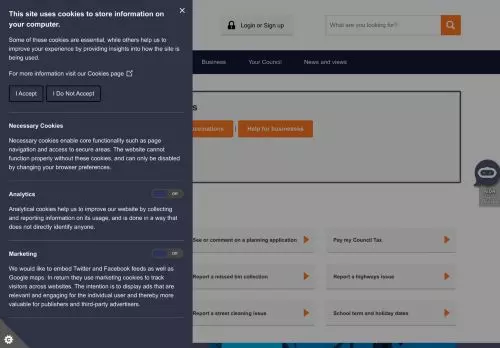 This site uses cookies to store information on
your computer.
Some of these cookies are essential, while others help us to
improve your experience by providing insights into how the site is
being used.
For more information visit our Cookies page
I Accept
I Do Not Accept
Necessary Cookies
Necessary cookies enable core functionality such as page
navigation and access to secure areas. The website cannot
function properly without these cookies, and can only be disabled
by changing your browser preferences.
Analytics
Off
Analytical cookies help us to improve our website by collecting
and reporting information on its usage, and is done in a way that
does not directly identify anyone.
Marketing
Off
We would like to embed Twitter and Facebook feeds as well as
Google maps. In return they use marketing cookies to track
visitors across websites. The intention is to display ads that are
relevant and engaging for the individual user and thereby more
valuable for publishers and third-party advertisers.
Login or Sign up
What are you looking for?
Business
Your Council
News and views
Help for businesses
See or comment on a planning application
Pay my Council Tax
Report a missed bin collection
Report a highways issue
Report a street cleaning issue
School term and holiday dates